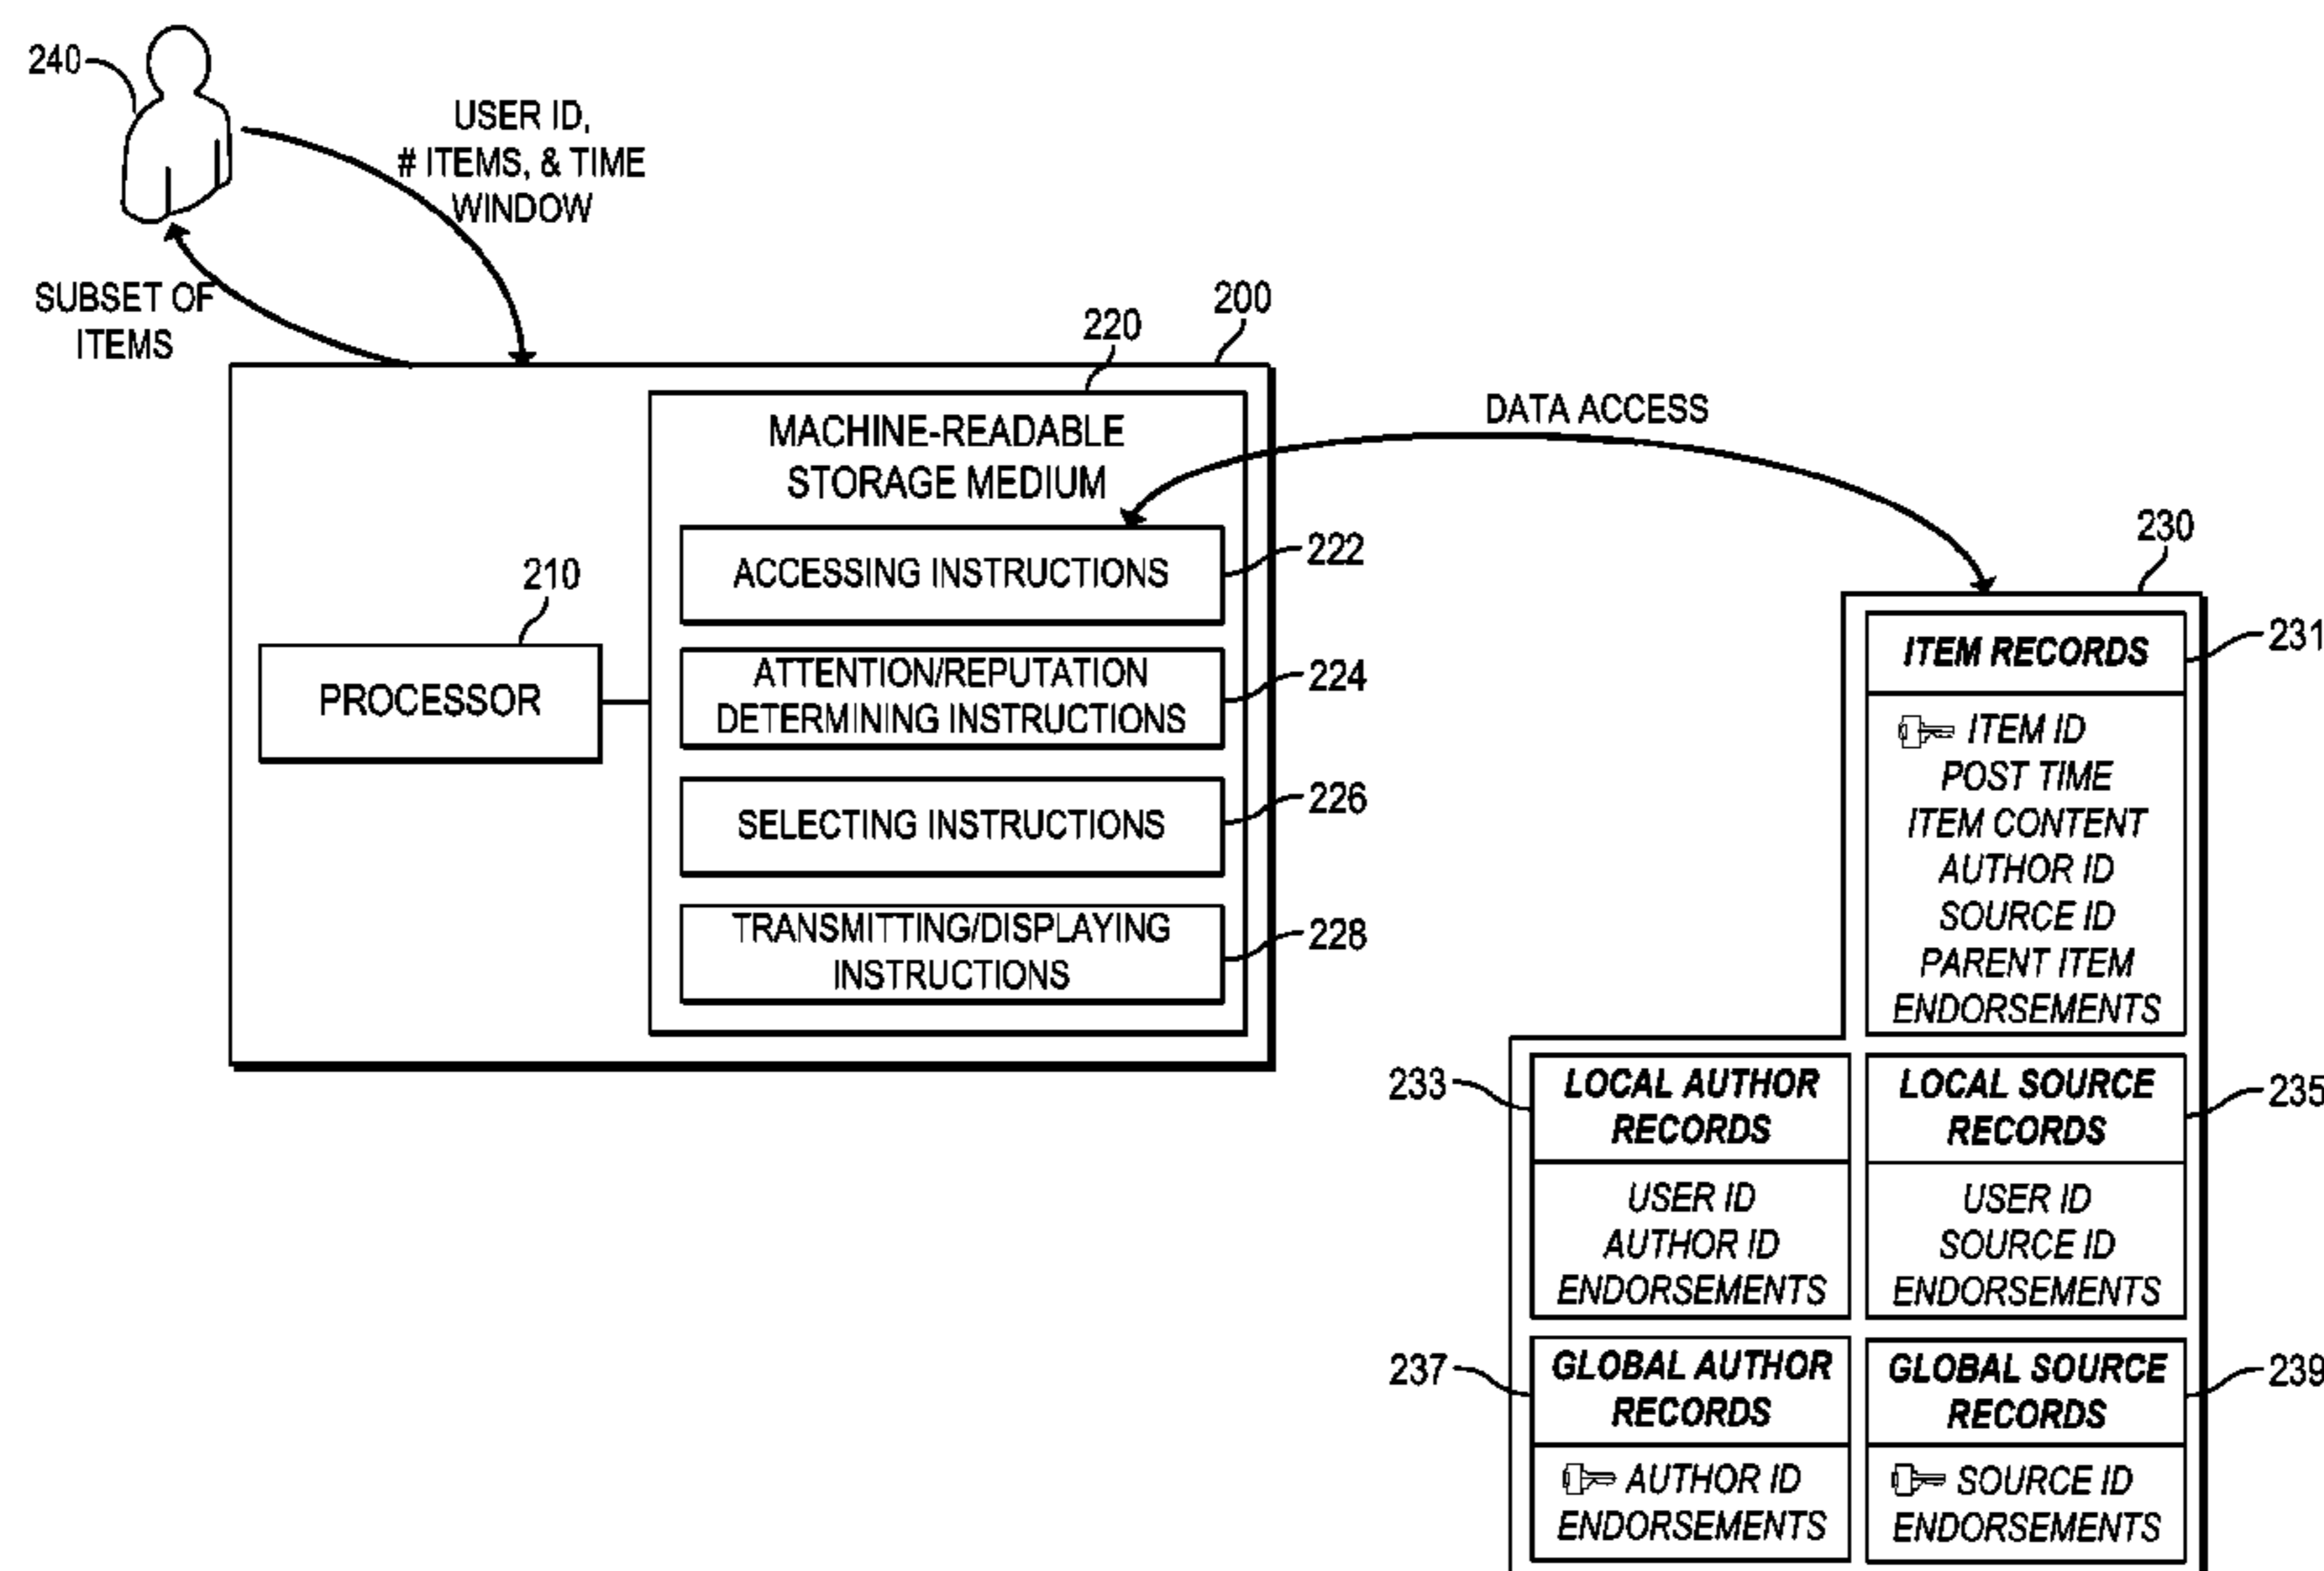 240
USER ID,
# ITEMS, & TIME
WINDOW
SUBSET OF
ITEMS
200
220
MACHINE-READABLE
STORAGE MEDIUM
DATA ACCESS
ACCESSING INSTRUCTIONS
222
210
PROCESSOR
ATTENTION/REPUTATION
DETERMINING INSTRUCTIONS
224
SELECTING INSTRUCTIONS
226
TRANSMITTING/DISPLAYING
INSTRUCTIONS
228
230
ITEM RECORDS
231
ITEM ID
POST TIME
ITEM CONTENT
AUTHOR ID
SOURCE ID
PARENT ITEM
ENDORSEMENTS
233
LOCAL AUTHOR
RECORDS
USER ID
AUTHOR ID
ENDORSEMENTS
LOCAL SOURCE
RECORDS
235
USER ID
SOURCE ID
ENDORSEMENTS
237
GLOBAL AUTHOR
RECORDS
AUTHOR ID
ENDORSEMENTS
GLOBAL SOURCE
RECORDS
239
SOURCE ID
ENDORSEMENTS